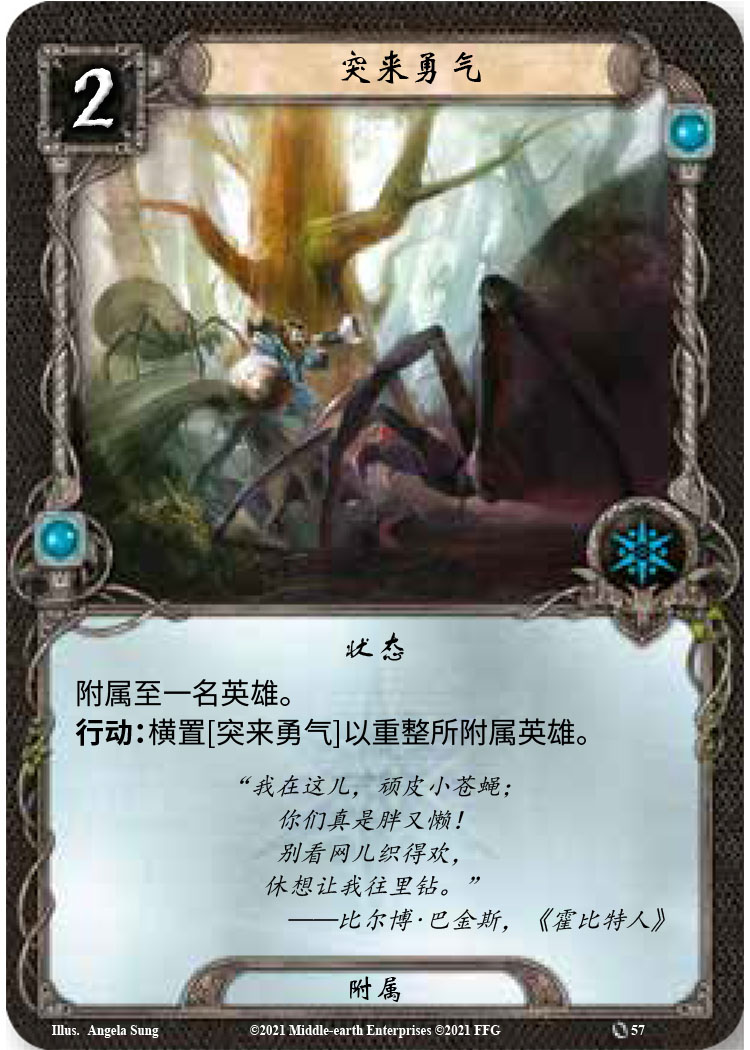 2
突来勇气
状态
附属至一名英雄。
行动：横置[突来勇气]以重整所附属英雄。
“我在这儿，顽皮小苍蝇；
你们真是胖又懒！
别看网儿织得欢，
休想让我往里钻。”
——比尔博·巴金斯，《霍比特人》
附属
Illus. Angela Sung
©2021 Middle-earth Enterprises ©2021 FFG
57